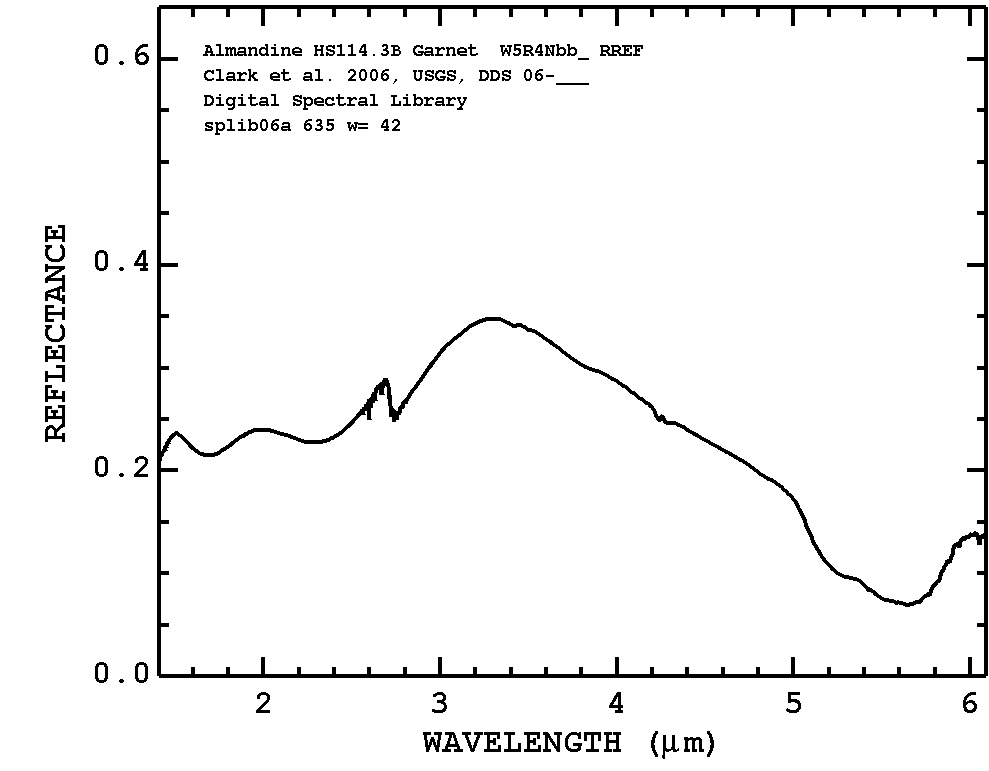 Almandine HS114.3B Garnet W5R4Nbb_ RREF
Clark et al. 2006, USGS, DDS 06-___
Digital Spectral Library
splib06a 635 w= 42
REFLECTANCE
0.6
0.4
0.2
0.0
2 3 4 5 6
WAVELENGTH (μm)